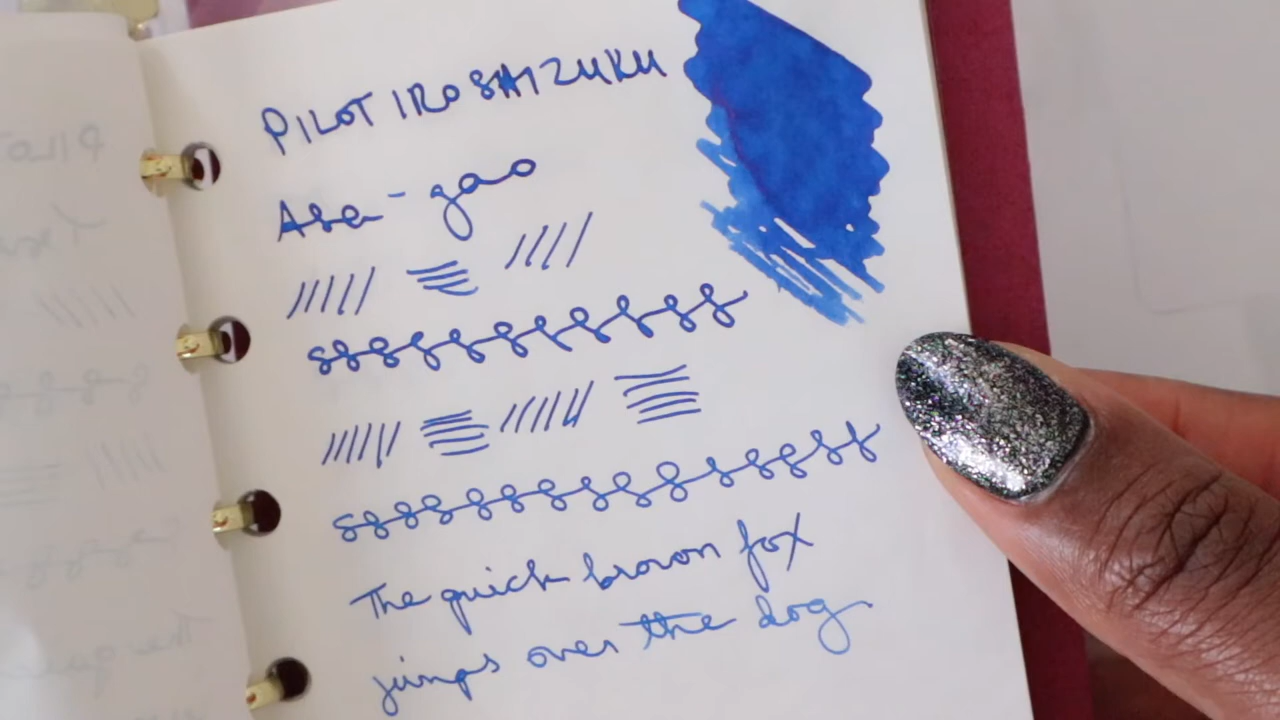 PILOT IROSHIZUKU
Asa-gao
The quick brown fox
jumps over the dog